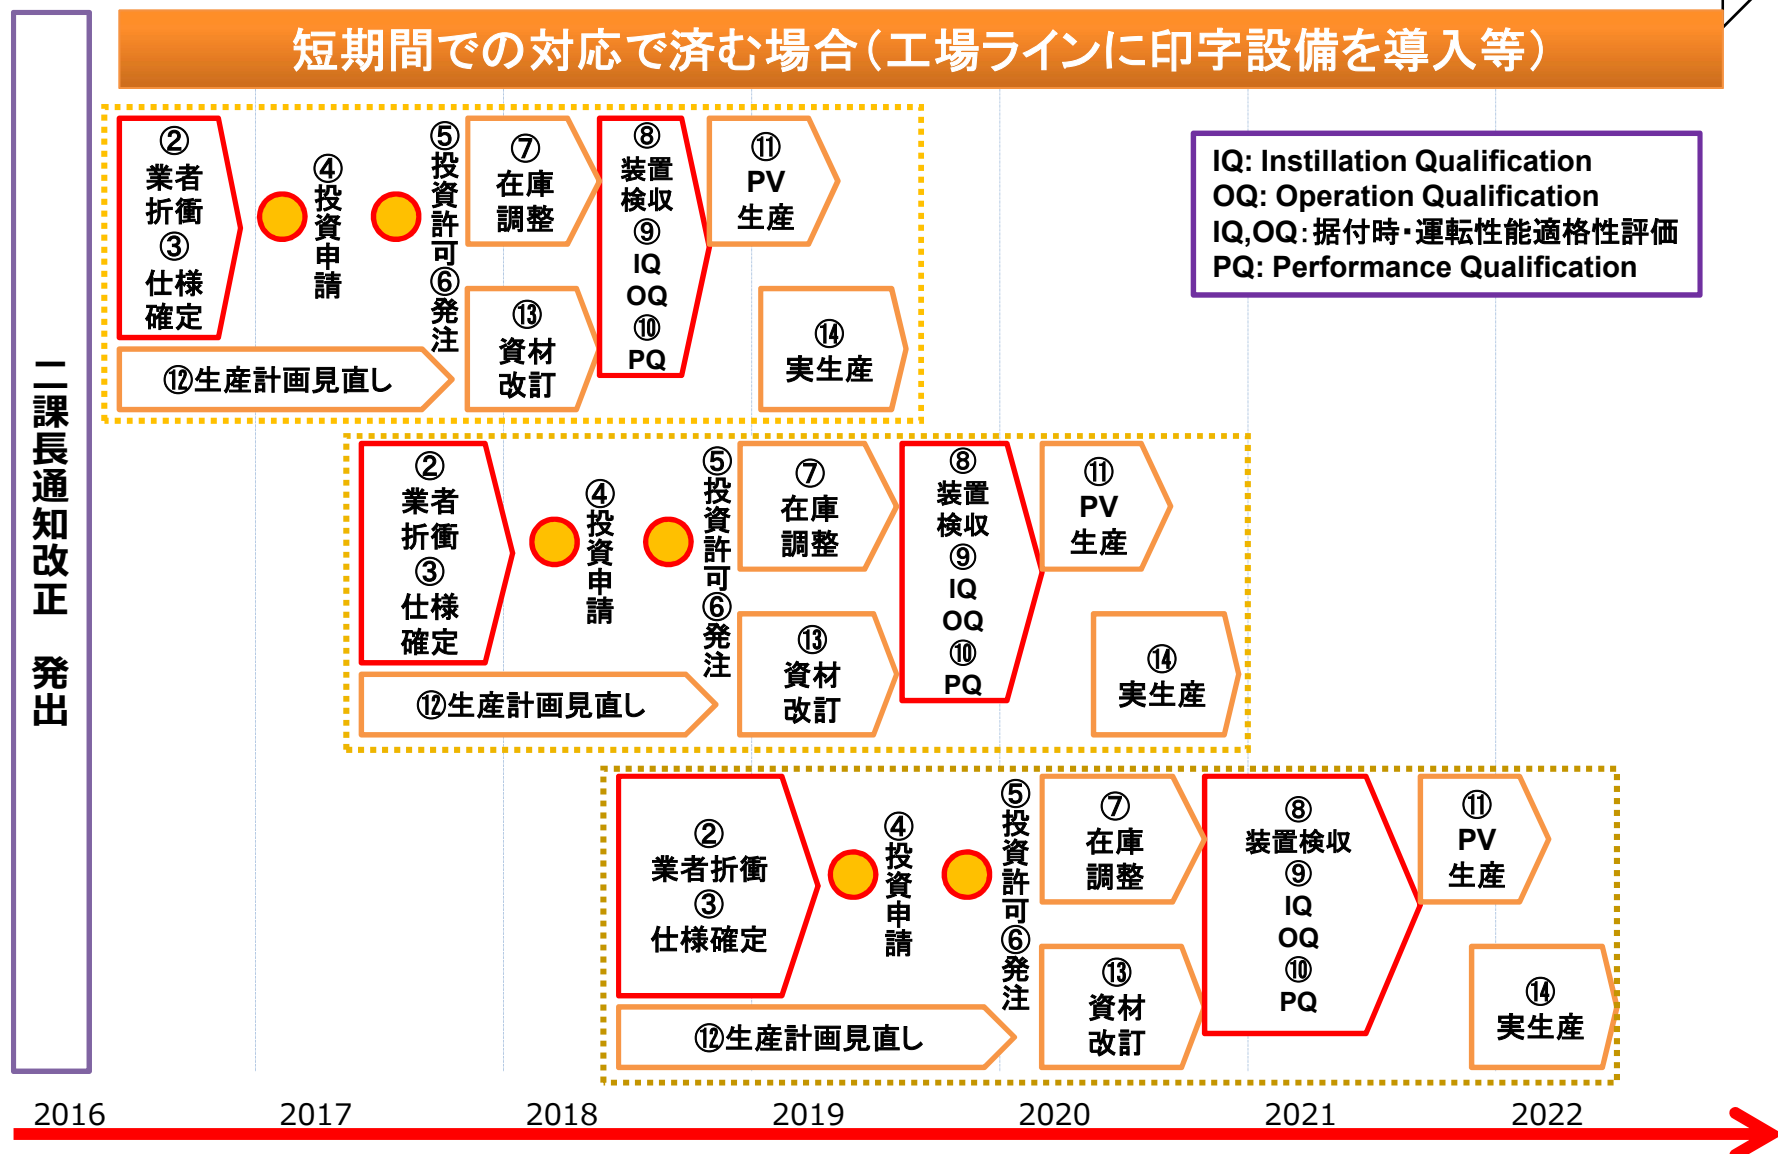 短期間での対応で済む場合（工場ラインに印字設備を導入等）
二課長通知改正　発出
②
業者
折衝
③
仕様
確定
④投資申請
⑤投資許可⑥発注
⑦
在庫
調整
⑧
装置
検収
⑨
IQ
OQ
⑩
PQ
⑪
PV
生産
⑫生産計画見直し
⑬
資材
改訂
⑭
実生産
IQ: Instillation Qualification
OQ: Operation Qualification
IQ,OQ：据付時・運転性能適格性評価
PQ: Performance Qualification
②
業者
折衝
③
仕様
確定
④投資申請
⑤投資許可⑥発注
⑦
在庫
調整
⑧
装置
検収
⑨
IQ
OQ
⑩
PQ
⑪
PV
生産
⑫生産計画見直し
⑬
資材
改訂
⑭
実生産
②
業者折衝
③
仕様確定
④投資申請
⑤投資許可⑥発注
⑦
在庫
調整
⑧
装置検収
⑨
IQ
OQ
⑩
PQ
⑪
PV
生産
⑫生産計画見直し
⑬
資材
改訂
⑭
実生産
2016 2017 2018 2019 2020 2021 2022